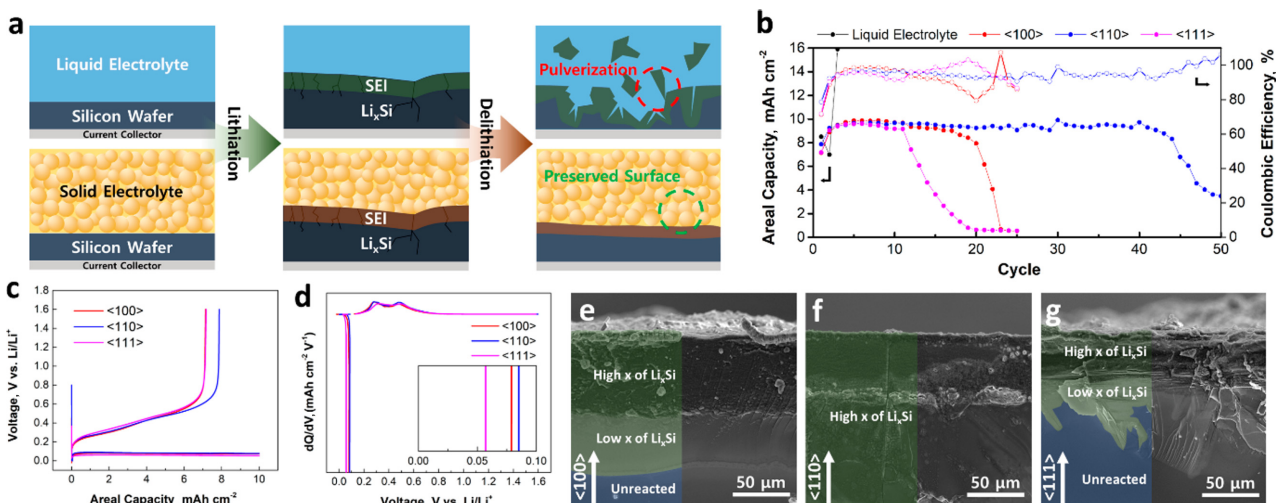 a
Liquid Electrolyte
Silicon Wafer
Current Collector
Lithiation
SEI
LixSi
Delithiation
Pulverization
Solid Electrolyte
Silicon Wafer
Current Collector
SEI
LixSi
Preserved Surface
b
Liquid Electrolyte <100> <110> <111>
Areal Capacity, mAh cm-2
16
14
12
10
8
6
4
2
0
0 10 20 30 40 50
Cycle
100
80
60
40
20
0
Coulombic Efficiency, %
c
<100>
<110>
<111>
Voltage, V vs. Li/Li+
1.8
1.6
1.4
1.2
1.0
0.8
0.6
0.4
0.2
0.0
0 2 4 6 8 10
Areal Capacity mAh cm-2
d
<100>
<110>
<111>
dQ/dV,(mAh cm-2 V-1)
0.00 0.05 0.10
0.0 0.2 0.4 0.6 0.8 1.0 1.2 1.4 1.6
Voltage, V vs. Li/Li+
e
High x of LixSi
Low x of LixSi
Unreacted
<100>
50 μm
f
High x of LixSi
<110>
50 μm
g
High x of LixSi
Low x of LixSi
Unreacted
<111>
50 μm